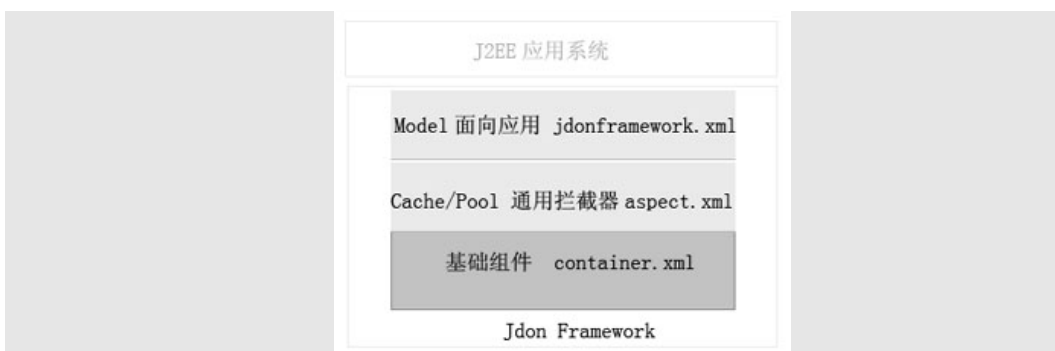 J2EE 应用系统
Model 面向应用 jdonframework.xml
Cache/Pool 通用拦截器 aspect.xml
基础组件 container.xml
Jdon Framework